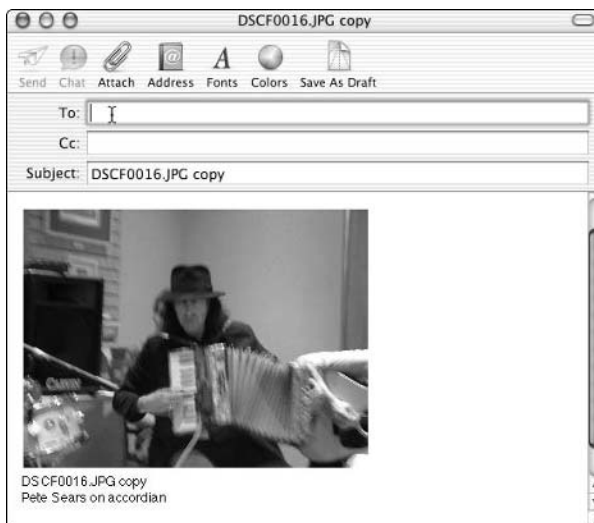 DSCF0016.JPG copy
Send Chat Attach Address Fonts Colors Save As Draft
To:
Cc:
Subject: DSCF0016.JPG copy
DSCF0016.JPG copy
Pete Sears on accordian